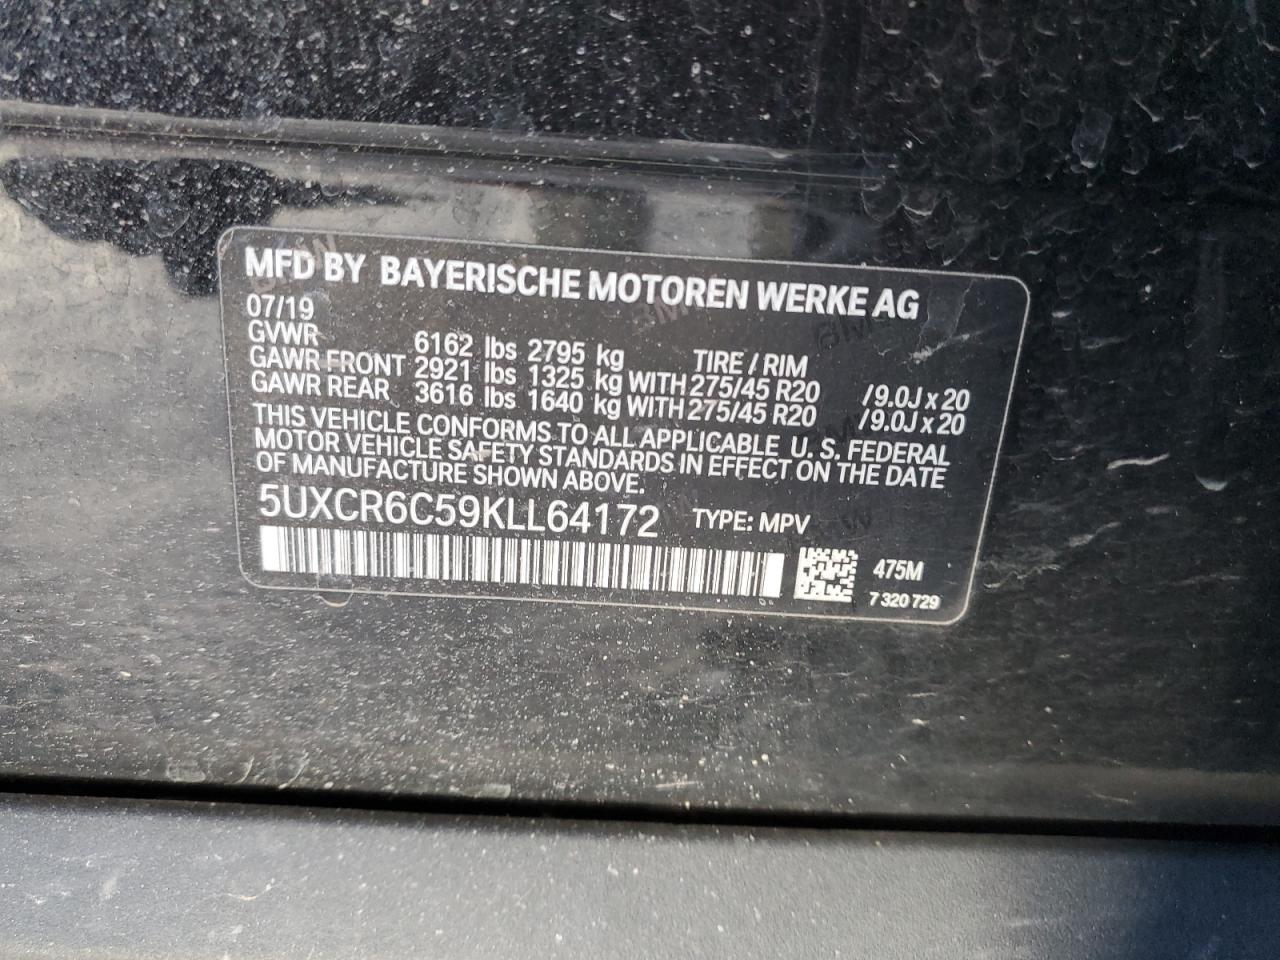 MFD BY BAYERISCHE MOTOREN WERKE AG
07/19
GVWR 6162 lbs 2795 kg TIRE / RIM
GAWR FRONT 2921 lbs 1325 kg WITH 275/45 R20 /9.0J x 20
GAWR REAR 3616 lbs 1640 kg WITH 275/45 R20 /9.0J x 20
THIS VEHICLE CONFORMS TO ALL APPLICABLE U. S. FEDERAL
MOTOR VEHICLE SAFETY STANDARDS IN EFFECT ON THE DATE
OF MANUFACTURE SHOWN ABOVE.
5UXCR6C59KLL64172 TYPE: MPV
475M
7 320 729